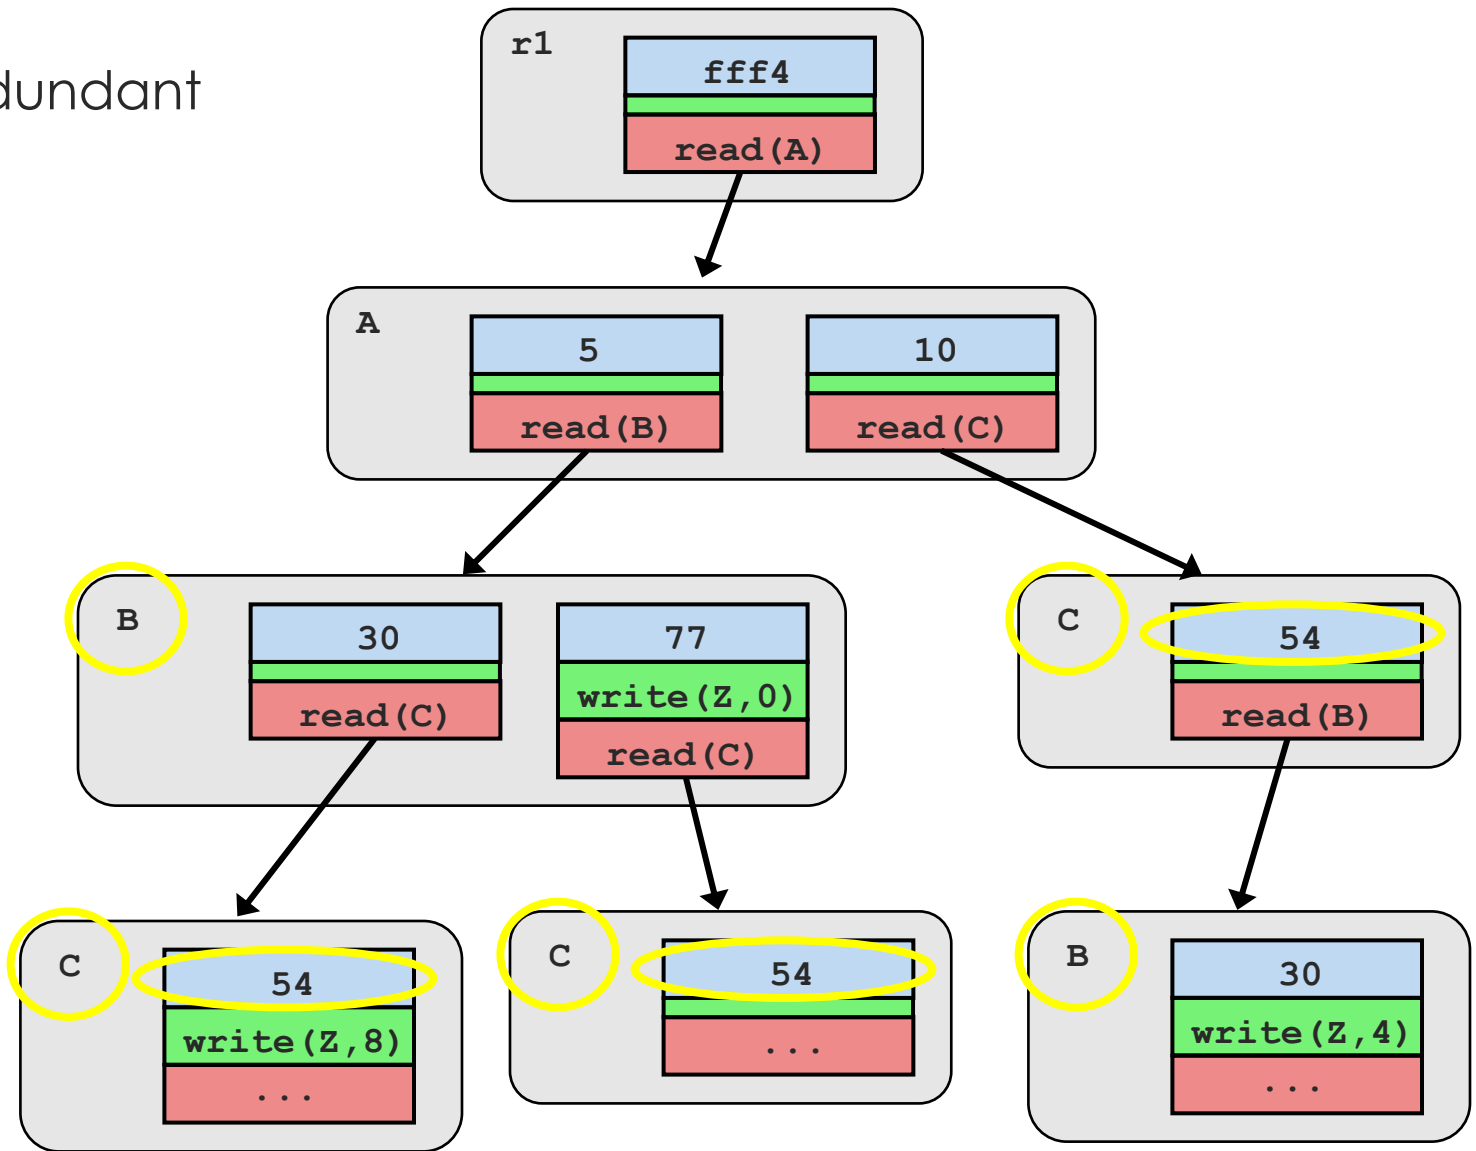 dundant
r1
fff4
read(A)
A
5
10
read(B)
read(C)
B
30
77
C
54
read(C)
write(Z,0)
read(C)
read(B)
C
54
write(Z,8)
...
C
54
...
B
30
write(Z,4)
...